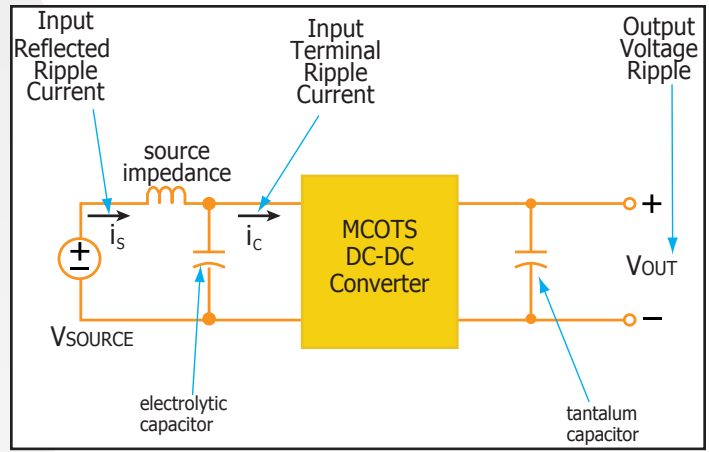 Input
Reflected
Ripple
Current
Input
Terminal
Ripple
Current
Output
Voltage
Ripple
source
impedance
iS
iC
MCOTS
DC-DC
Converter
+
−
+
−
VOUT
VSOURCE
electrolytic
capacitor
tantalum
capacitor